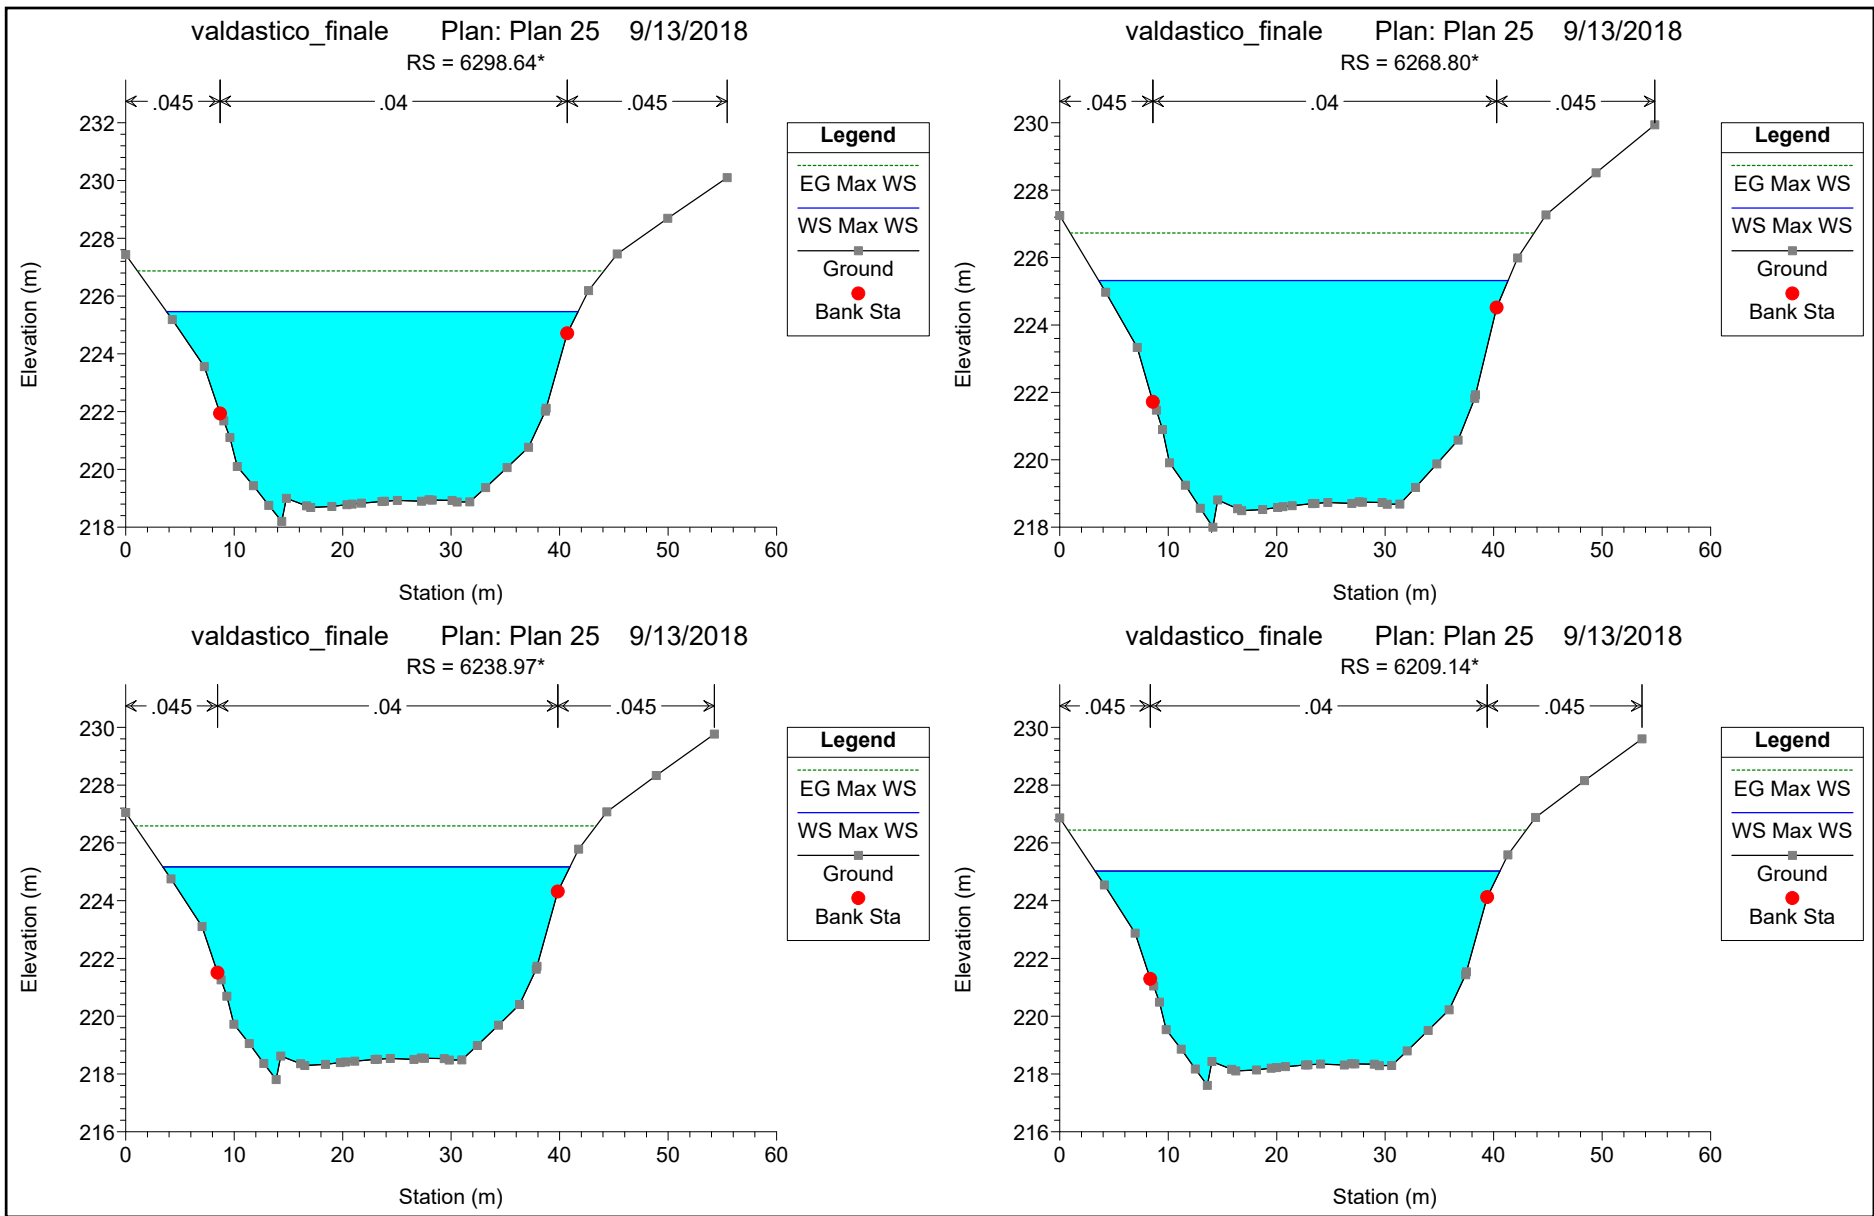 valdastico_finale Plan: Plan 25 9/13/2018
RS = 6298.64*
.045 .04 .045
232
230
228
226
224
222
220
218
0 10 20 30 40 50 60
Elevation (m)
Station (m)
Legend
EG Max WS
WS Max WS
Ground
Bank Sta
valdastico_finale Plan: Plan 25 9/13/2018
RS = 6268.80*
.045 .04 .045
230
228
226
224
222
220
218
0 10 20 30 40 50 60
Elevation (m)
Station (m)
Legend
EG Max WS
WS Max WS
Ground
Bank Sta
valdastico_finale Plan: Plan 25 9/13/2018
RS = 6238.97*
.045 .04 .045
230
228
226
224
222
220
218
216
0 10 20 30 40 50 60
Elevation (m)
Station (m)
Legend
EG Max WS
WS Max WS
Ground
Bank Sta
valdastico_finale Plan: Plan 25 9/13/2018
RS = 6209.14*
.045 .04 .045
230
228
226
224
222
220
218
216
0 10 20 30 40 50 60
Elevation (m)
Station (m)
Legend
EG Max WS
WS Max WS
Ground
Bank Sta